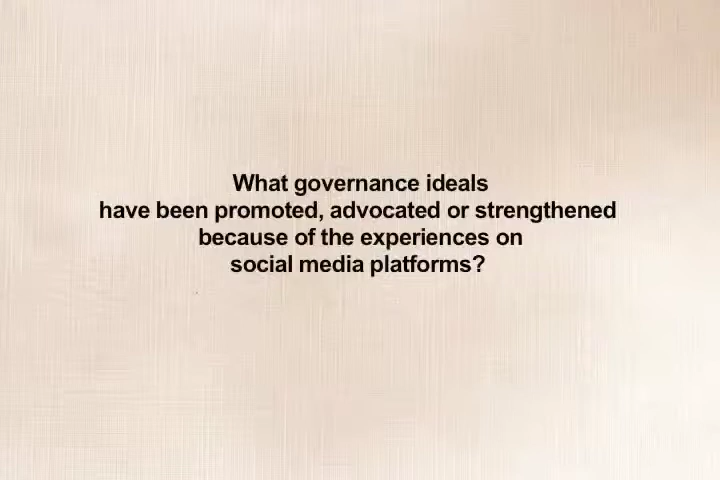 What governance ideals
have been promoted, advocated or strengthened
because of the experiences on
social media platforms?